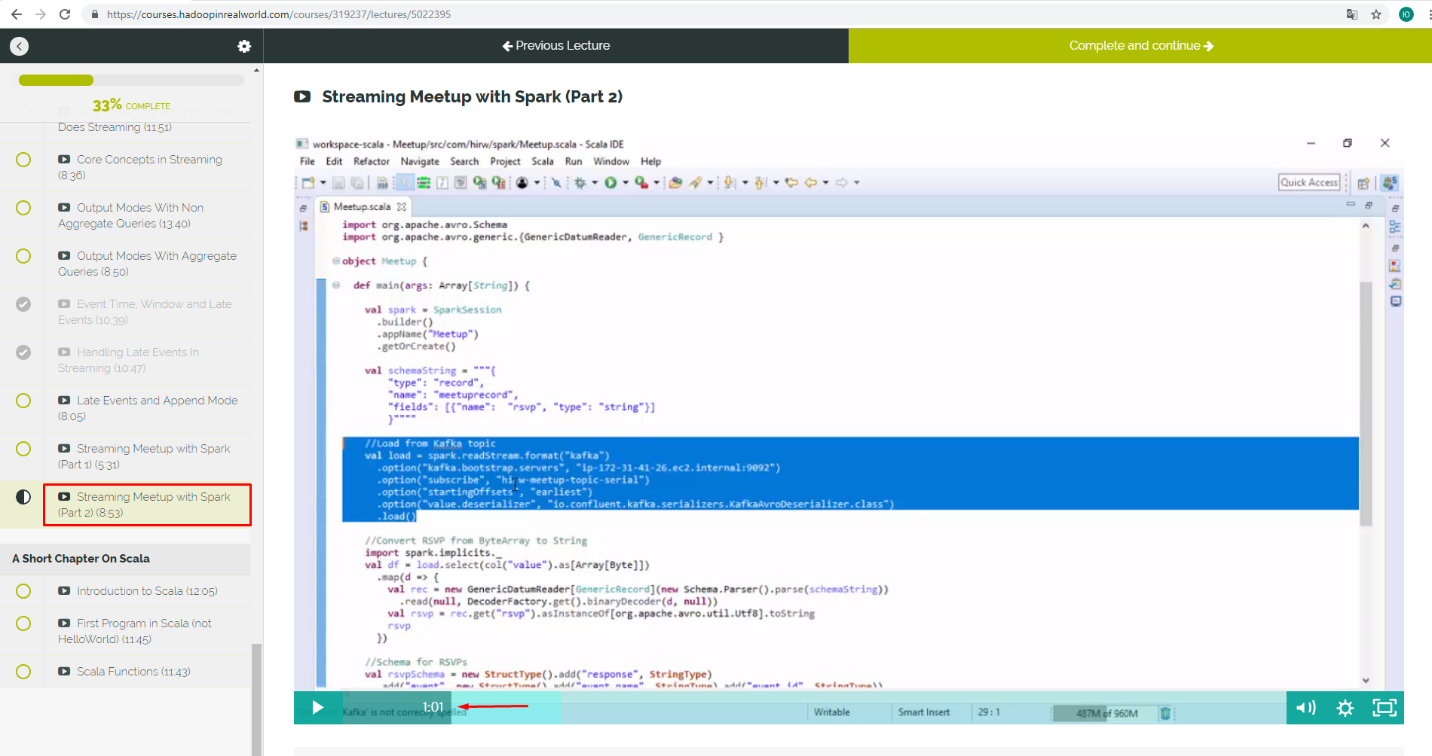 https://courses.hadoopinrealworld.com/courses/319237/lectures/5022395
Ю
Previous Lecture
Complete and continue
33% COMPLETE
Does Streaming (11:51)
Core Concepts in Streaming
(8:36)
Output Modes With Non
Aggregate Queries (13:40)
Output Modes With Aggregate
Queries (8:50)
Event Time, Window and Late
Events (10:39)
Handling Late Events In
Streaming (10:47)
Late Events and Append Mode
(8:05)
Streaming Meetup with Spark
(Part 1) (5:31)
Streaming Meetup with Spark
(Part 2) (8:53)
A Short Chapter On Scala
Introduction to Scala (12:05)
First Program in Scala (not
HelloWorld) (11:45)
Scala Functions (11:43)
Streaming Meetup with Spark (Part 2)
workspace-scala - Meetup/src/com/hirw/spark/Meetup.scala - Scala IDE
File Edit Refactor Navigate Search Project Scala Run Window Help
Quick Access
Meetup.scala
import org.apache.avro.Schema
import org.apache.avro.generic.{GenericDatumReader, GenericRecord }
object Meetup {
def main(args: Array[String]) {
val spark = SparkSession
.builder()
.appName("Meetup")
.getOrCreate()
val schemaString = """{
"type": "record",
"name": "meetuprecord",
"fields": [{"name":  "rsvp", "type": "string"}]
}""""
//Load from Kafka topic
val load = spark.readStream.format("kafka")
.option("kafka.bootstrap.servers", "ip-172-31-41-26.ec2.internal:9092")
.option("subscribe", "hirw-meetup-topic-serial")
.option("startingOffsets", "earliest")
.option("value.deserializer", "io.confluent.kafka.serializers.KafkaAvroDeserializer.class")
.load()
//Convert RSVP from ByteArray to String
import spark.implicits._
val df = load.select(col("value").as[Array[Byte]])
.map(d => {
val rec = new GenericDatumReader[GenericRecord](new Schema.Parser().parse(schemaString))
.read(null, DecoderFactory.get().binaryDecoder(d, null))
val rsvp = rec.get("rsvp").asInstanceOf[org.apache.avro.util.Utf8].toString
rsvp
})
//Schema for RSVPs
val rsvpSchema = new StructType().add("response", StringType)
.add("event", new StructType().add("event_name", StringType).add("event_id", StringType))
1:01
'Kafka' is not correctly spelled
Writable
Smart Insert
29 : 1
487M of 960M